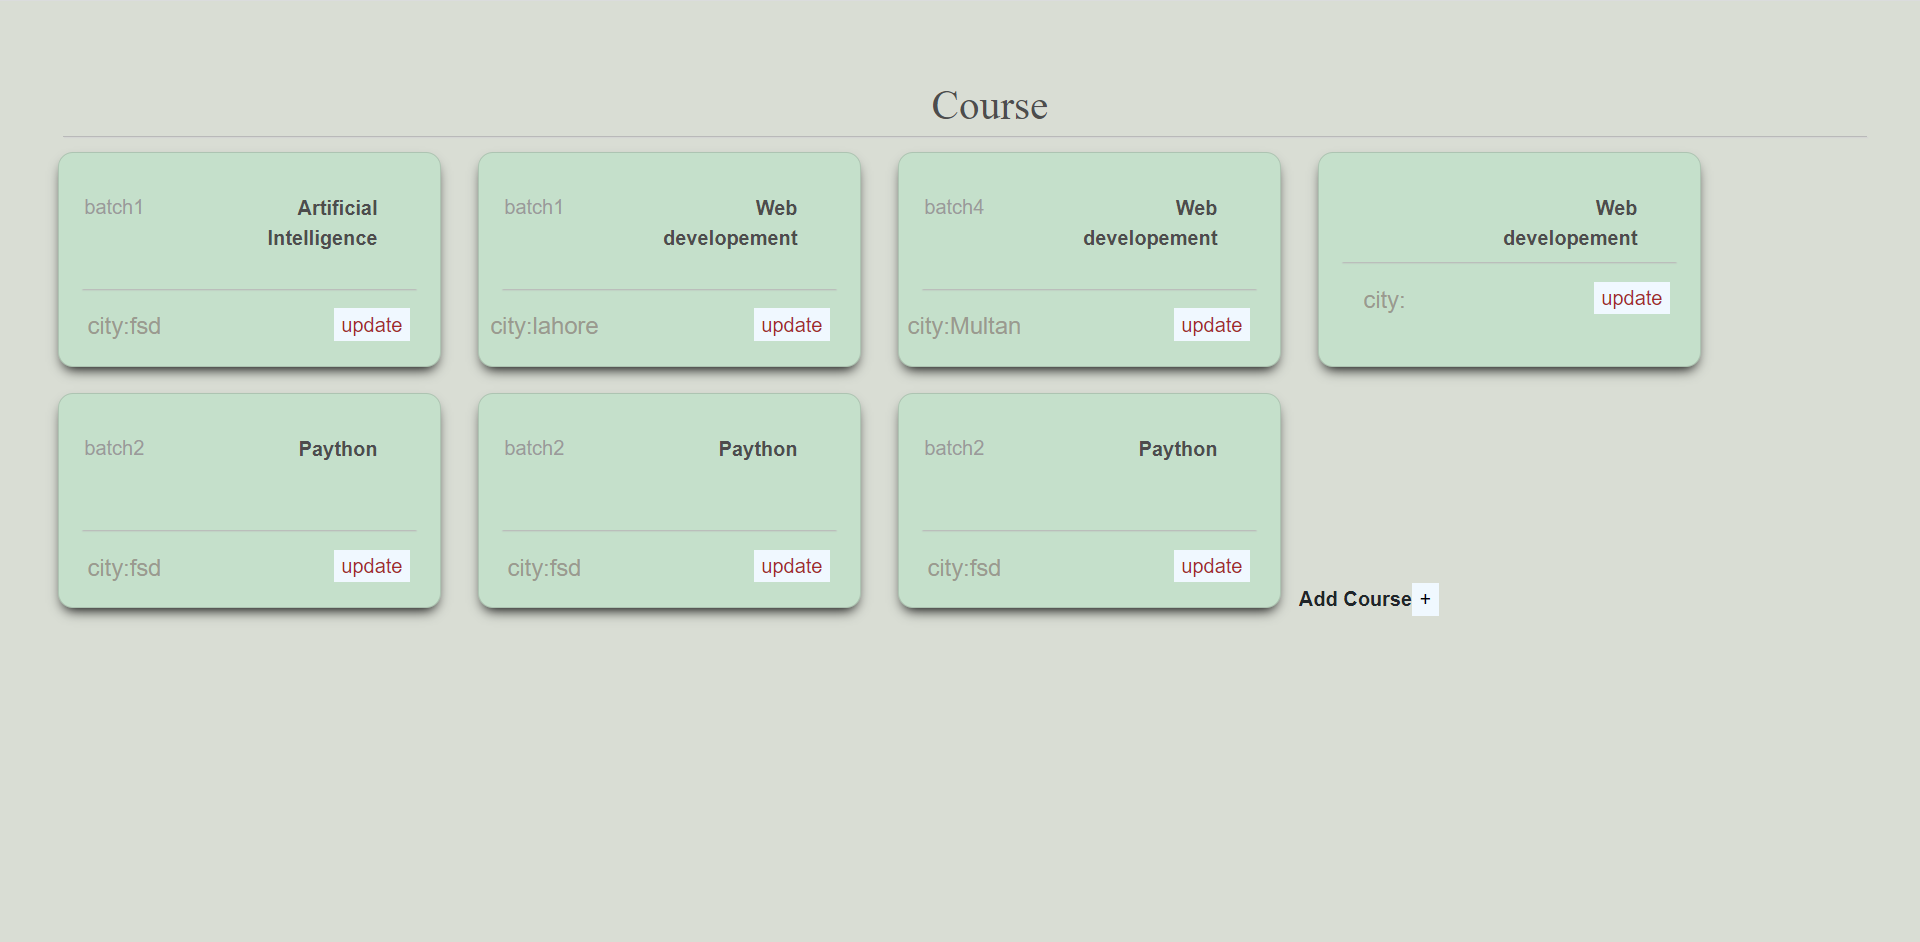 Course
batch1
Artificial
Intelligence
city:fsd
update
batch1
Web
developement
city:lahore
update
batch4
Web
developement
city:Multan
update
Web
developement
city:
update
batch2
Paython
city:fsd
update
batch2
Paython
city:fsd
update
batch2
Paython
city:fsd
update
Add Course +